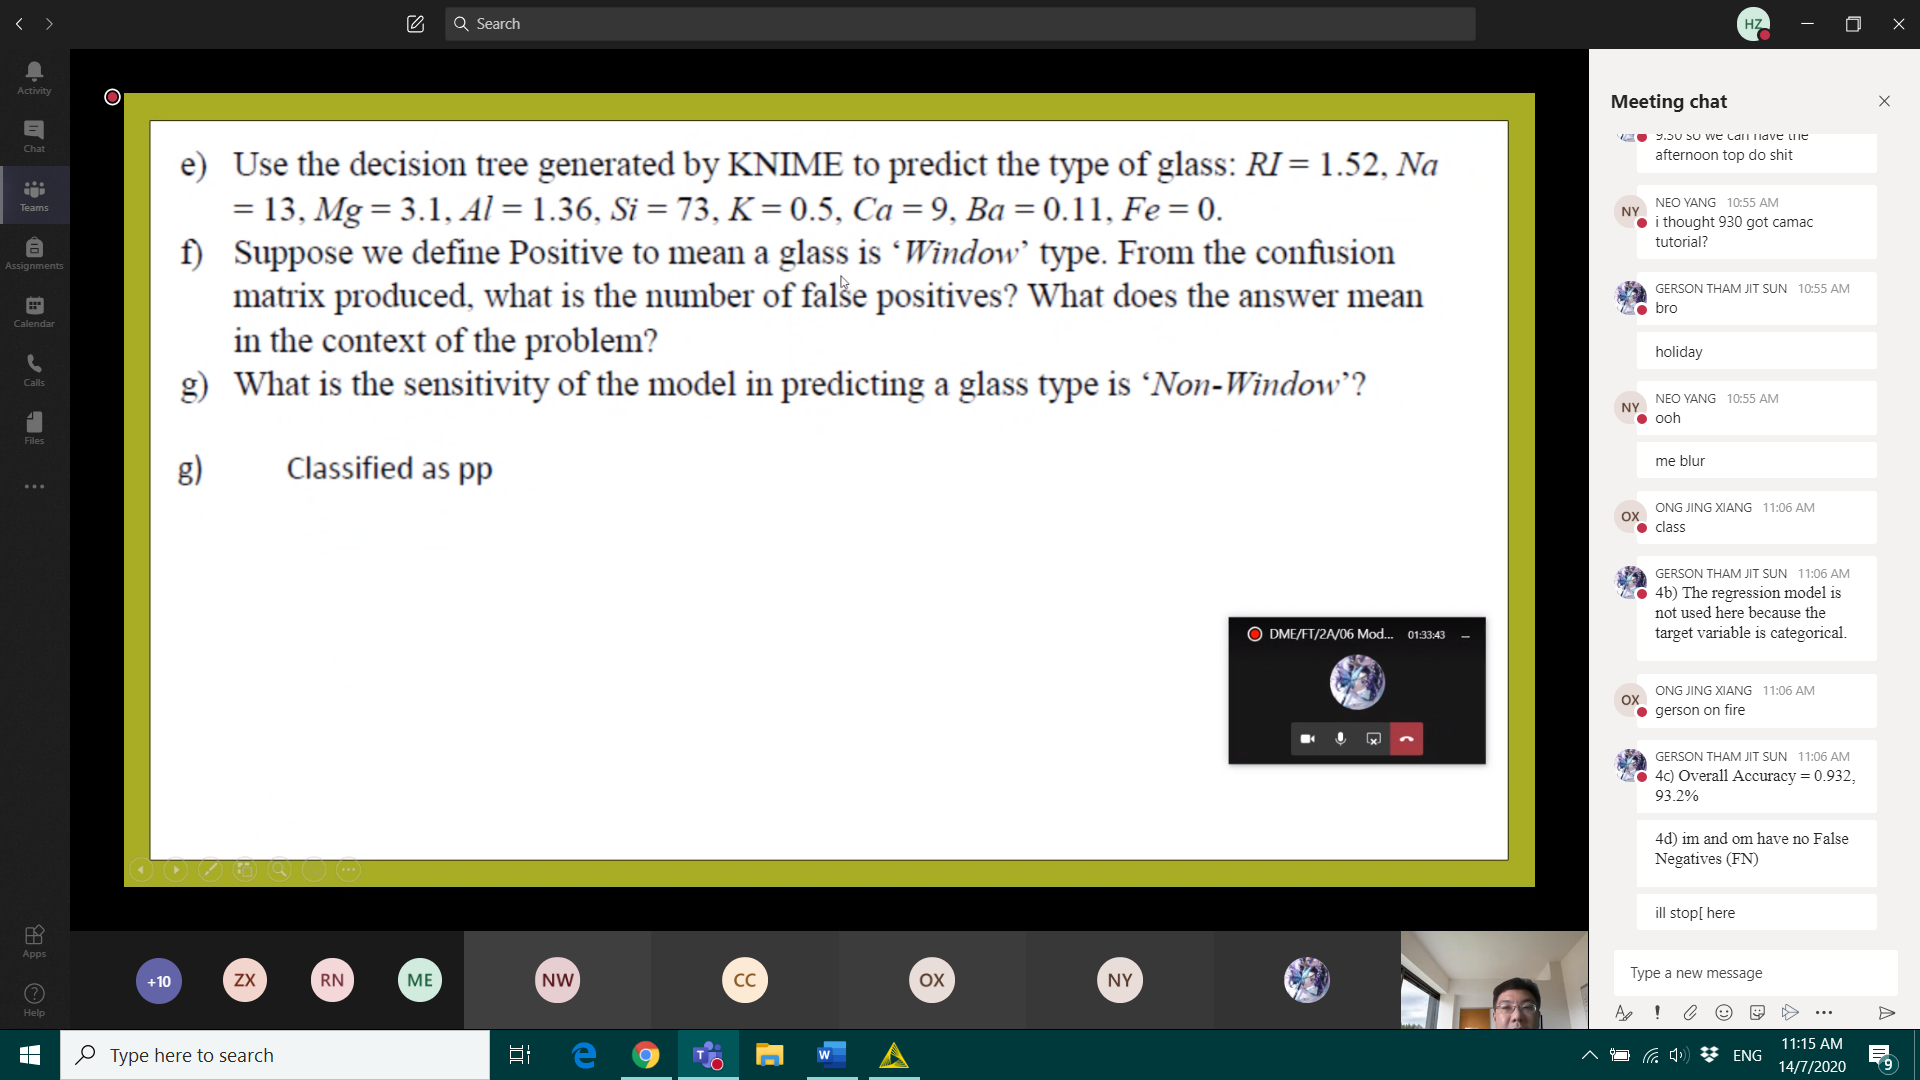 Search
HZ
Activity
Chat
Teams
Assignments
Calendar
Calls
Files
Apps
Help
e) Use the decision tree generated by KNIME to predict the type of glass: RI = 1.52, Na
= 13, Mg = 3.1, Al = 1.36, Si = 73, K = 0.5, Ca = 9, Ba = 0.11, Fe = 0.
f) Suppose we define Positive to mean a glass is ‘Window’ type. From the confusion
matrix produced, what is the number of false positives? What does the answer mean
in the context of the problem?
g) What is the sensitivity of the model in predicting a glass type is ‘Non-Window’?
g) Classified as pp
DME/FT/2A/06 Mod... 01:33:43
+10
ZX
RN
ME
NW
CC
OX
NY
Meeting chat
9.30 so we can have the
afternoon top do shit
NY
NEO YANG 10:55 AM
i thought 930 got camac
tutorial?
GERSON THAM JIT SUN 10:55 AM
bro
holiday
NY
NEO YANG 10:55 AM
ooh
me blur
OX
ONG JING XIANG 11:06 AM
class
GERSON THAM JIT SUN 11:06 AM
4b) The regression model is
not used here because the
target variable is categorical.
OX
ONG JING XIANG 11:06 AM
gerson on fire
GERSON THAM JIT SUN 11:06 AM
4c) Overall Accuracy = 0.932,
93.2%
4d) im and om have no False
Negatives (FN)
ill stop[ here
Type a new message
Type here to search
ENG
11:15 AM
14/7/2020
9